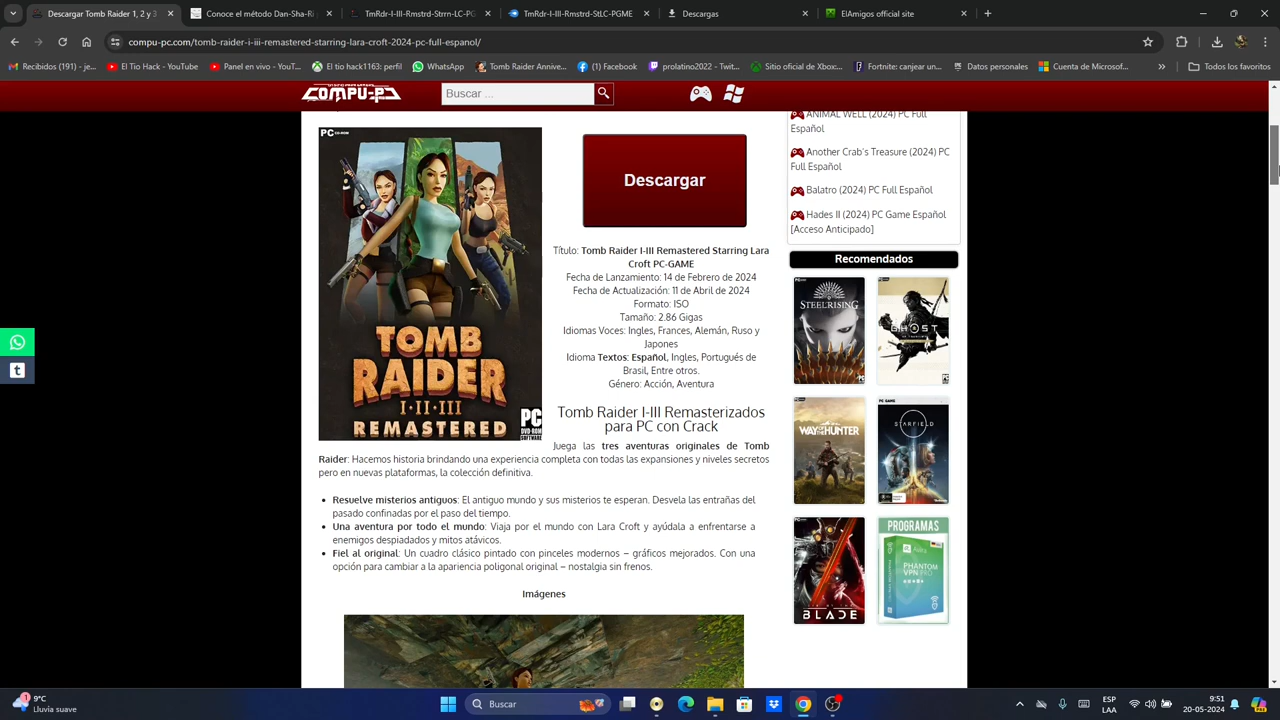 Descargar Tomb Raider 1, 2 y 3
Conoce el método Dan-Sha-Ri
TmRdr-I-III-Rmstrd-Strrn-LC-PG
TmRdr-I-III-Rmstrd-StLC-PGME
Descargas
ElAmigos official site
compu-pc.com/tomb-raider-i-iii-remastered-starring-lara-croft-2024-pc-full-espanol/
Recibidos (191) - je...
El Tio Hack - YouTube
Panel en vivo - YouT...
El tio hack1163: perfil
WhatsApp
Tomb Raider Annive...
(1) Facebook
prolatino2022 - Twit...
Sitio oficial de Xbox:...
Fortnite: canjear un...
Datos personales
Cuenta de Microsoft...
»
Todos los favoritos
COMPU-PC
Buscar ...
ANIMAL WELL (2024) PC Full
Español
Another Crab's Treasure (2024) PC
Full Español
Balatro (2024) PC Full Español
Hades II (2024) PC Game Español
[Acceso Anticipado]
Recomendados
PC CD-ROM
TOMB
RAIDER
I·II·III
REMASTERED
PC
DVD-ROM
SOFTWARE
Descargar
Título: Tomb Raider I-III Remastered Starring Lara
Croft PC-GAME
Fecha de Lanzamiento: 14 de Febrero de 2024
Fecha de Actualización: 11 de Abril de 2024
Formato: ISO
Tamaño: 2.86 Gigas
Idiomas Voces: Ingles, Frances, Alemán, Ruso y
Japones
Idioma Textos: Español, Ingles, Portugués de
Brasil, Entre otros.
Género: Acción, Aventura
Tomb Raider I-III Remasterizados
para PC con Crack
Juega las tres aventuras originales de Tomb
Raider: Hacemos historia brindando una experiencia completa con todas las expansiones y niveles secretos
pero en nuevas plataformas, la colección definitiva.
Resuelve misterios antiguos: El antiguo mundo y sus misterios te esperan. Desvela las entrañas del
pasado confinadas por el paso del tiempo.
Una aventura por todo el mundo: Viaja por el mundo con Lara Croft y ayúdala a enfrentarse a
enemigos despiadados y mitos atávicos.
Fiel al original: Un cuadro clásico pintado con pinceles modernos – gráficos mejorados. Con una
opción para cambiar a la apariencia poligonal original – nostalgia sin frenos.
Imágenes
STEELRISING
GHOST
WAY OF THE HUNTER
PC GAME
STARFIELD
BLADE
PROGRAMAS
PHANTOM
VPN PRO
1
9°C
Lluvia suave
Buscar
ESP
LAA
9:51
20-05-2024